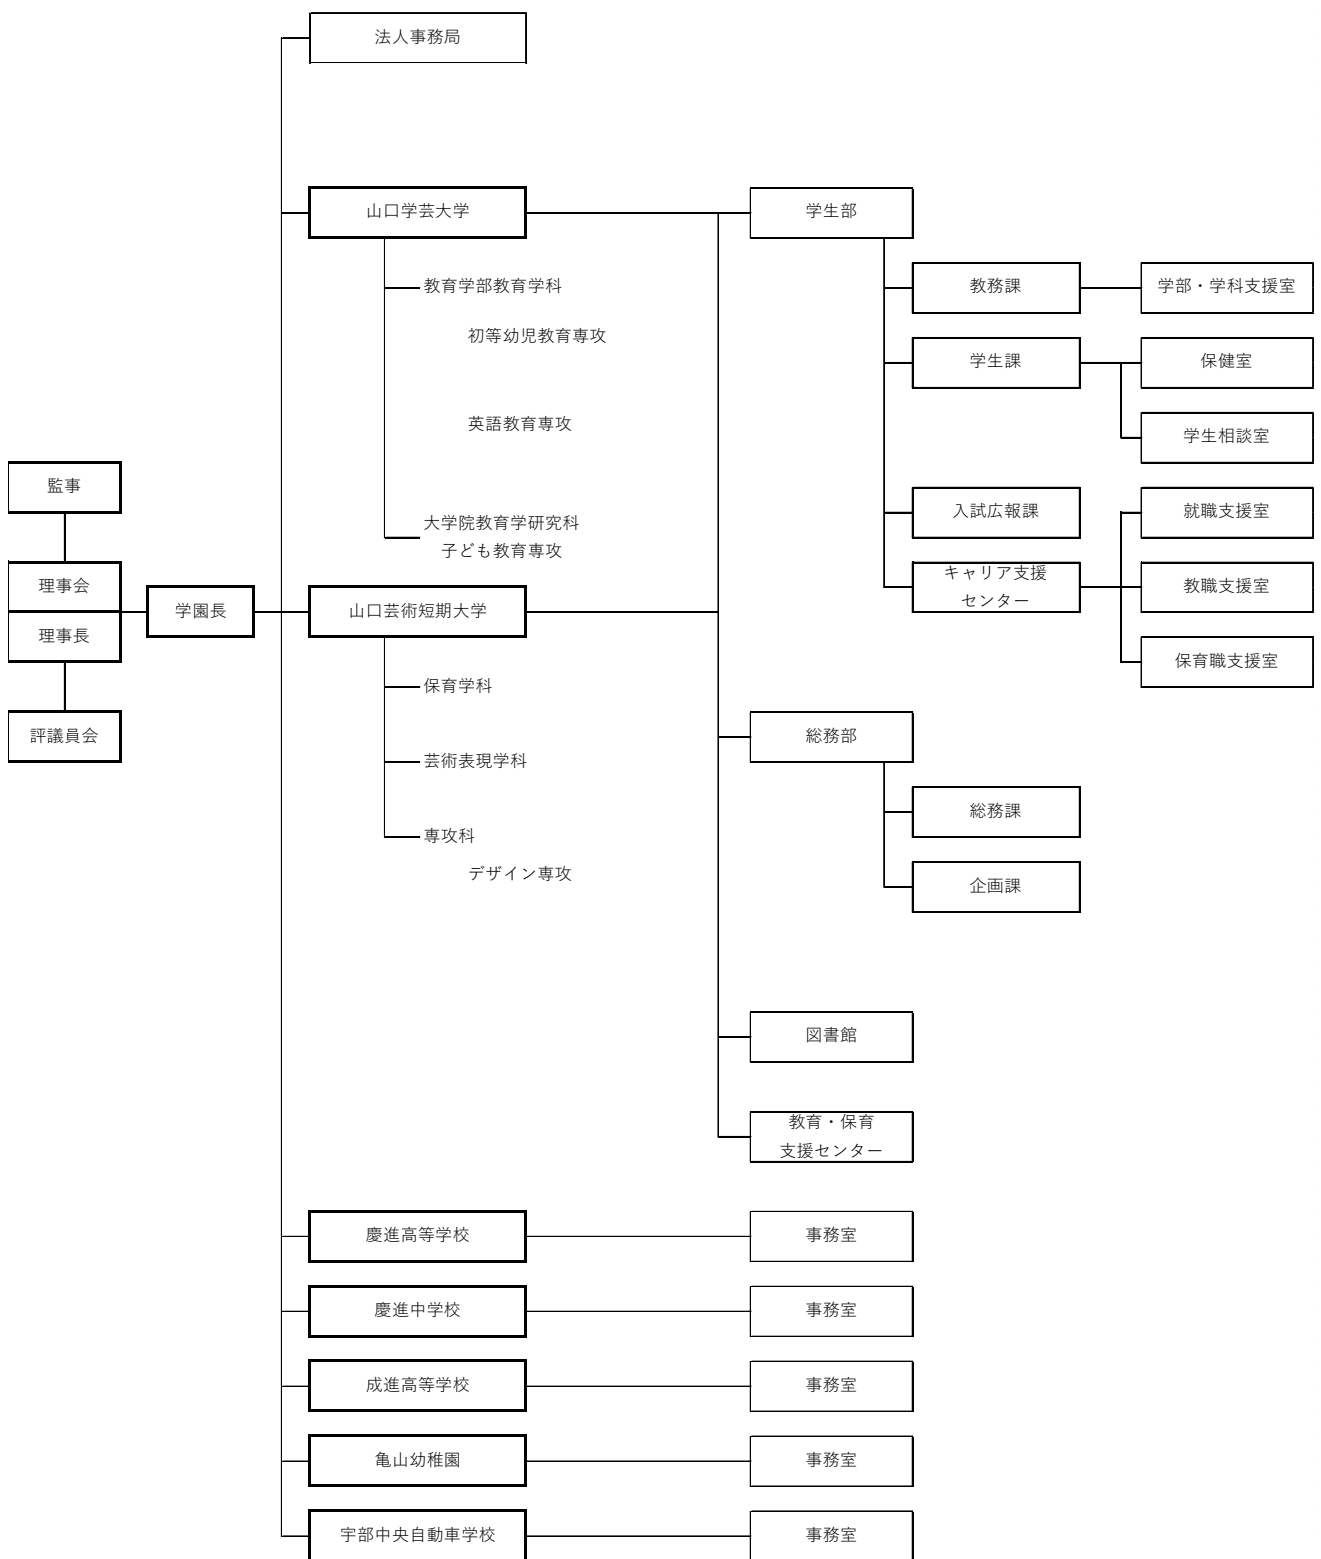 法人事務局
山口学芸大学
学生部
教育学部教育学科
教務課
学部・学科支援室
初等幼児教育専攻
学生課
保健室
英語教育専攻
学生相談室
監事
大学院教育学研究科
子ども教育専攻
入試広報課
就職支援室
理事会
理事長
学園長
山口芸術短期大学
キャリア支援
センター
教職支援室
保育職支援室
保育学科
評議員会
総務部
芸術表現学科
総務課
専攻科
デザイン専攻
企画課
図書館
教育・保育
支援センター
慶進高等学校
事務室
慶進中学校
事務室
成進高等学校
事務室
亀山幼稚園
事務室
宇部中央自動車学校
事務室